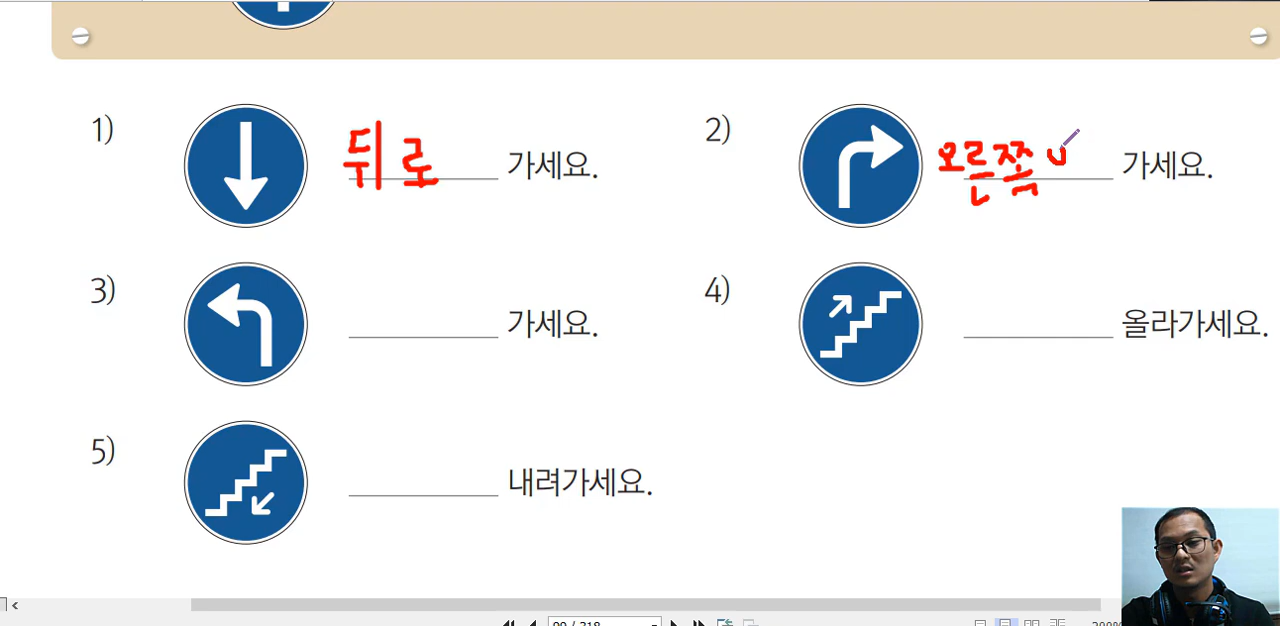 1) 뒤로 가세요.
2) 오른쪽 가세요.
3) 가세요.
4) 올라가세요.
5) 내려가세요.